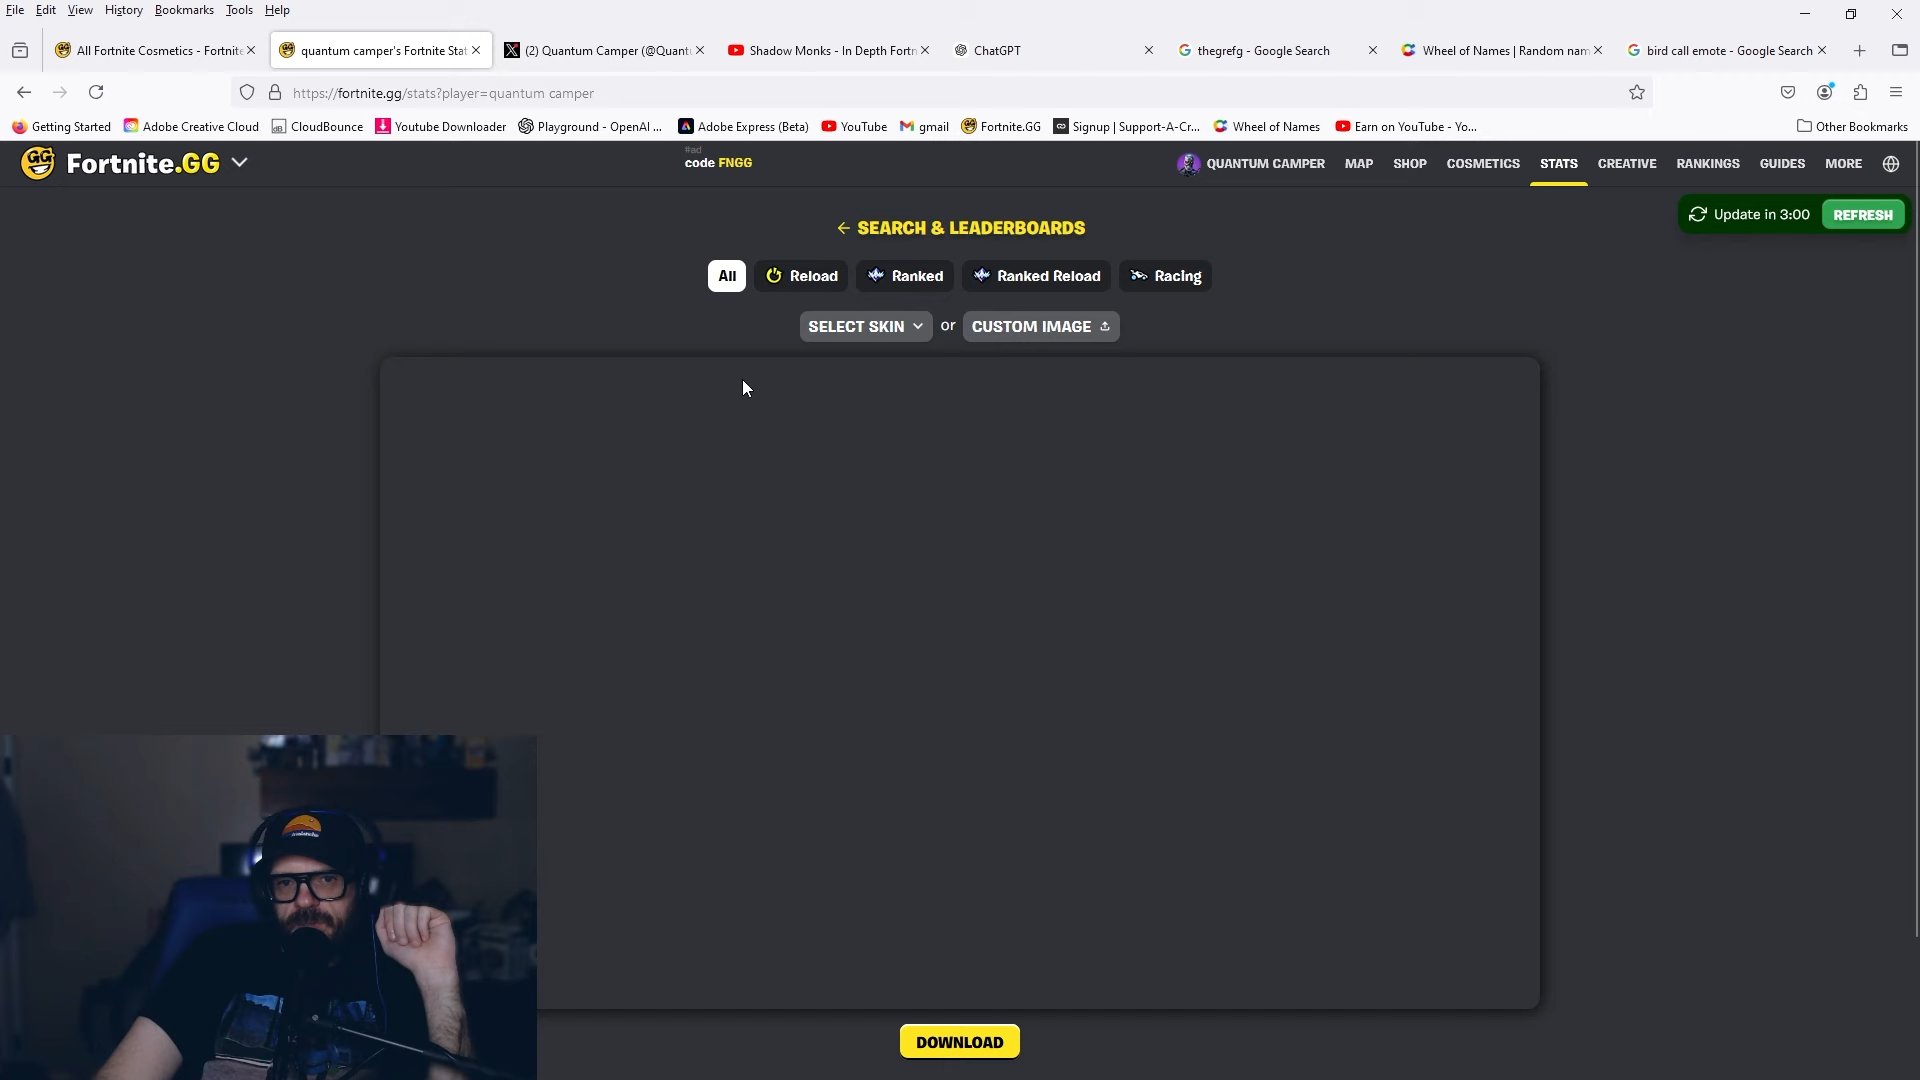 File Edit View History Bookmarks Tools Help
All Fortnite Cosmetics - Fortnite
quantum camper's Fortnite Stat
(2) Quantum Camper (@Quant
Shadow Monks - In Depth Fortn
ChatGPT
thegrefg - Google Search
Wheel of Names | Random nam
bird call emote - Google Search
https://fortnite.gg/stats?player=quantum camper
Getting Started Adobe Creative Cloud CloudBounce Youtube Downloader Playground - OpenAI ... Adobe Express (Beta) YouTube gmail Fortnite.GG Signup | Support-A-Cr... Wheel of Names Earn on YouTube - Yo... Other Bookmarks
Fortnite.GG
#ad
code FNGG
QUANTUM CAMPER MAP SHOP COSMETICS STATS CREATIVE RANKINGS GUIDES MORE
Update in 3:00 REFRESH
SEARCH & LEADERBOARDS
All Reload Ranked Ranked Reload Racing
SELECT SKIN or CUSTOM IMAGE
DOWNLOAD